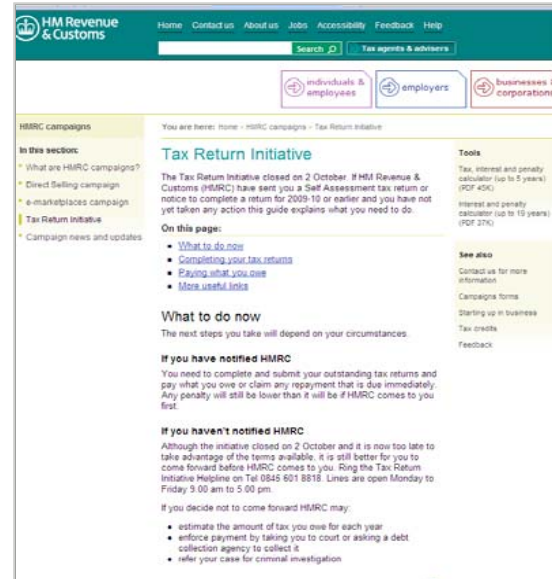 HM Revenue
& Customs
Home Contact us About us Jobs Accessibility Feedback Help
Search
Tax agents & advisers
individuals &
employees
employers
businesses &
corporations
HMRC campaigns
In this section:
What are HMRC campaigns?
Direct Selling campaign
e-marketplaces campaign
Tax Return Initiative
Campaign news and updates
You are here: Home > HMRC campaigns > Tax Return Initiative
Tax Return Initiative
The Tax Return Initiative closed on 2 October. If HM Revenue &
Customs (HMRC) have sent you a Self Assessment tax return or
notice to complete a return for 2009-10 or earlier and you have not
yet taken any action this guide explains what you need to do.
On this page:
What to do now
Completing your tax returns
Paying what you owe
More useful links
What to do now
The next steps you take will depend on your circumstances.
If you have notified HMRC
You need to complete and submit your outstanding tax returns and
pay what you owe or claim any repayment that is due immediately.
Any penalty will still be lower than it will be if HMRC comes to you
first.
If you haven't notified HMRC
Although the initiative closed on 2 October and it is now too late to
take advantage of the terms available, it is still better for you to
come forward before HMRC comes to you. Ring the Tax Return
Initiative Helpline on Tel 0845 601 8818. Lines are open Monday to
Friday 9.00 am to 5.00 pm.
If you decide not to come forward HMRC may:
estimate the amount of tax you owe for each year
enforce payment by taking you to court or asking a debt
collection agency to collect it
refer your case for criminal investigation
Tools
Tax, interest and penalty
calculator (up to 5 years)
(PDF 45K)
Interest and penalty
calculator (up to 19 years)
(PDF 37K)
See also
Contact us for more
information
Campaigns forms
Starting up in business
Tax credits
Feedback